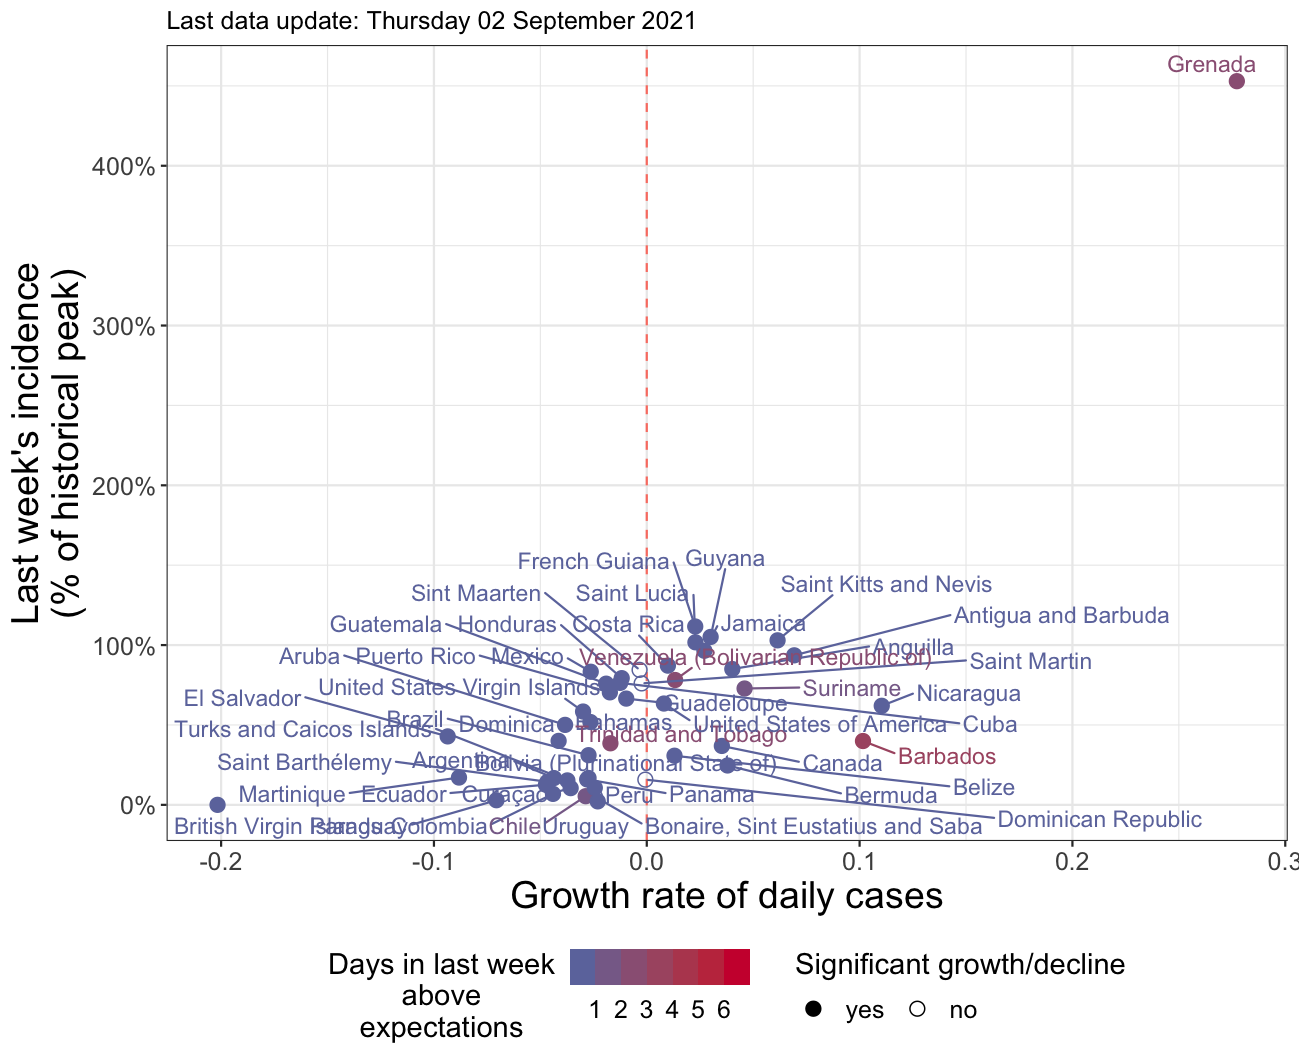 Last data update: Thursday 02 September 2021
Grenada
400%
300%
200%
100%
0%
Last week's incidence
(% of historical peak)
French Guiana
Guyana
Sint Maarten
Saint Lucia
Saint Kitts and Nevis
Guatemala
Honduras
Costa Rica
Jamaica
Antigua and Barbuda
Anguilla
Aruba
Puerto Rico
Mexico
Venezuela (Bolivarian Republic of)
Saint Martin
United States Virgin Islands
Suriname
Nicaragua
El Salvador
Guadeloupe
Brazil
Dominica
Bahamas
United States of America
Cuba
Turks and Caicos Islands
Trinidad and Tobago
Barbados
Saint Barthélemy
Argentina
Bolivia (Plurinational State of)
Canada
Martinique
Ecuador
Curaçao
Peru
Panama
Bermuda
Belize
British Virgin Islands
Paraguay
Colombia
Chile
Uruguay
Bonaire, Sint Eustatius and Saba
Dominican Republic
-0.2
-0.1
0.0
0.1
0.2
0.3
Growth rate of daily cases
Days in last week
above
expectations
1 2 3 4 5 6
Significant growth/decline
yes
no